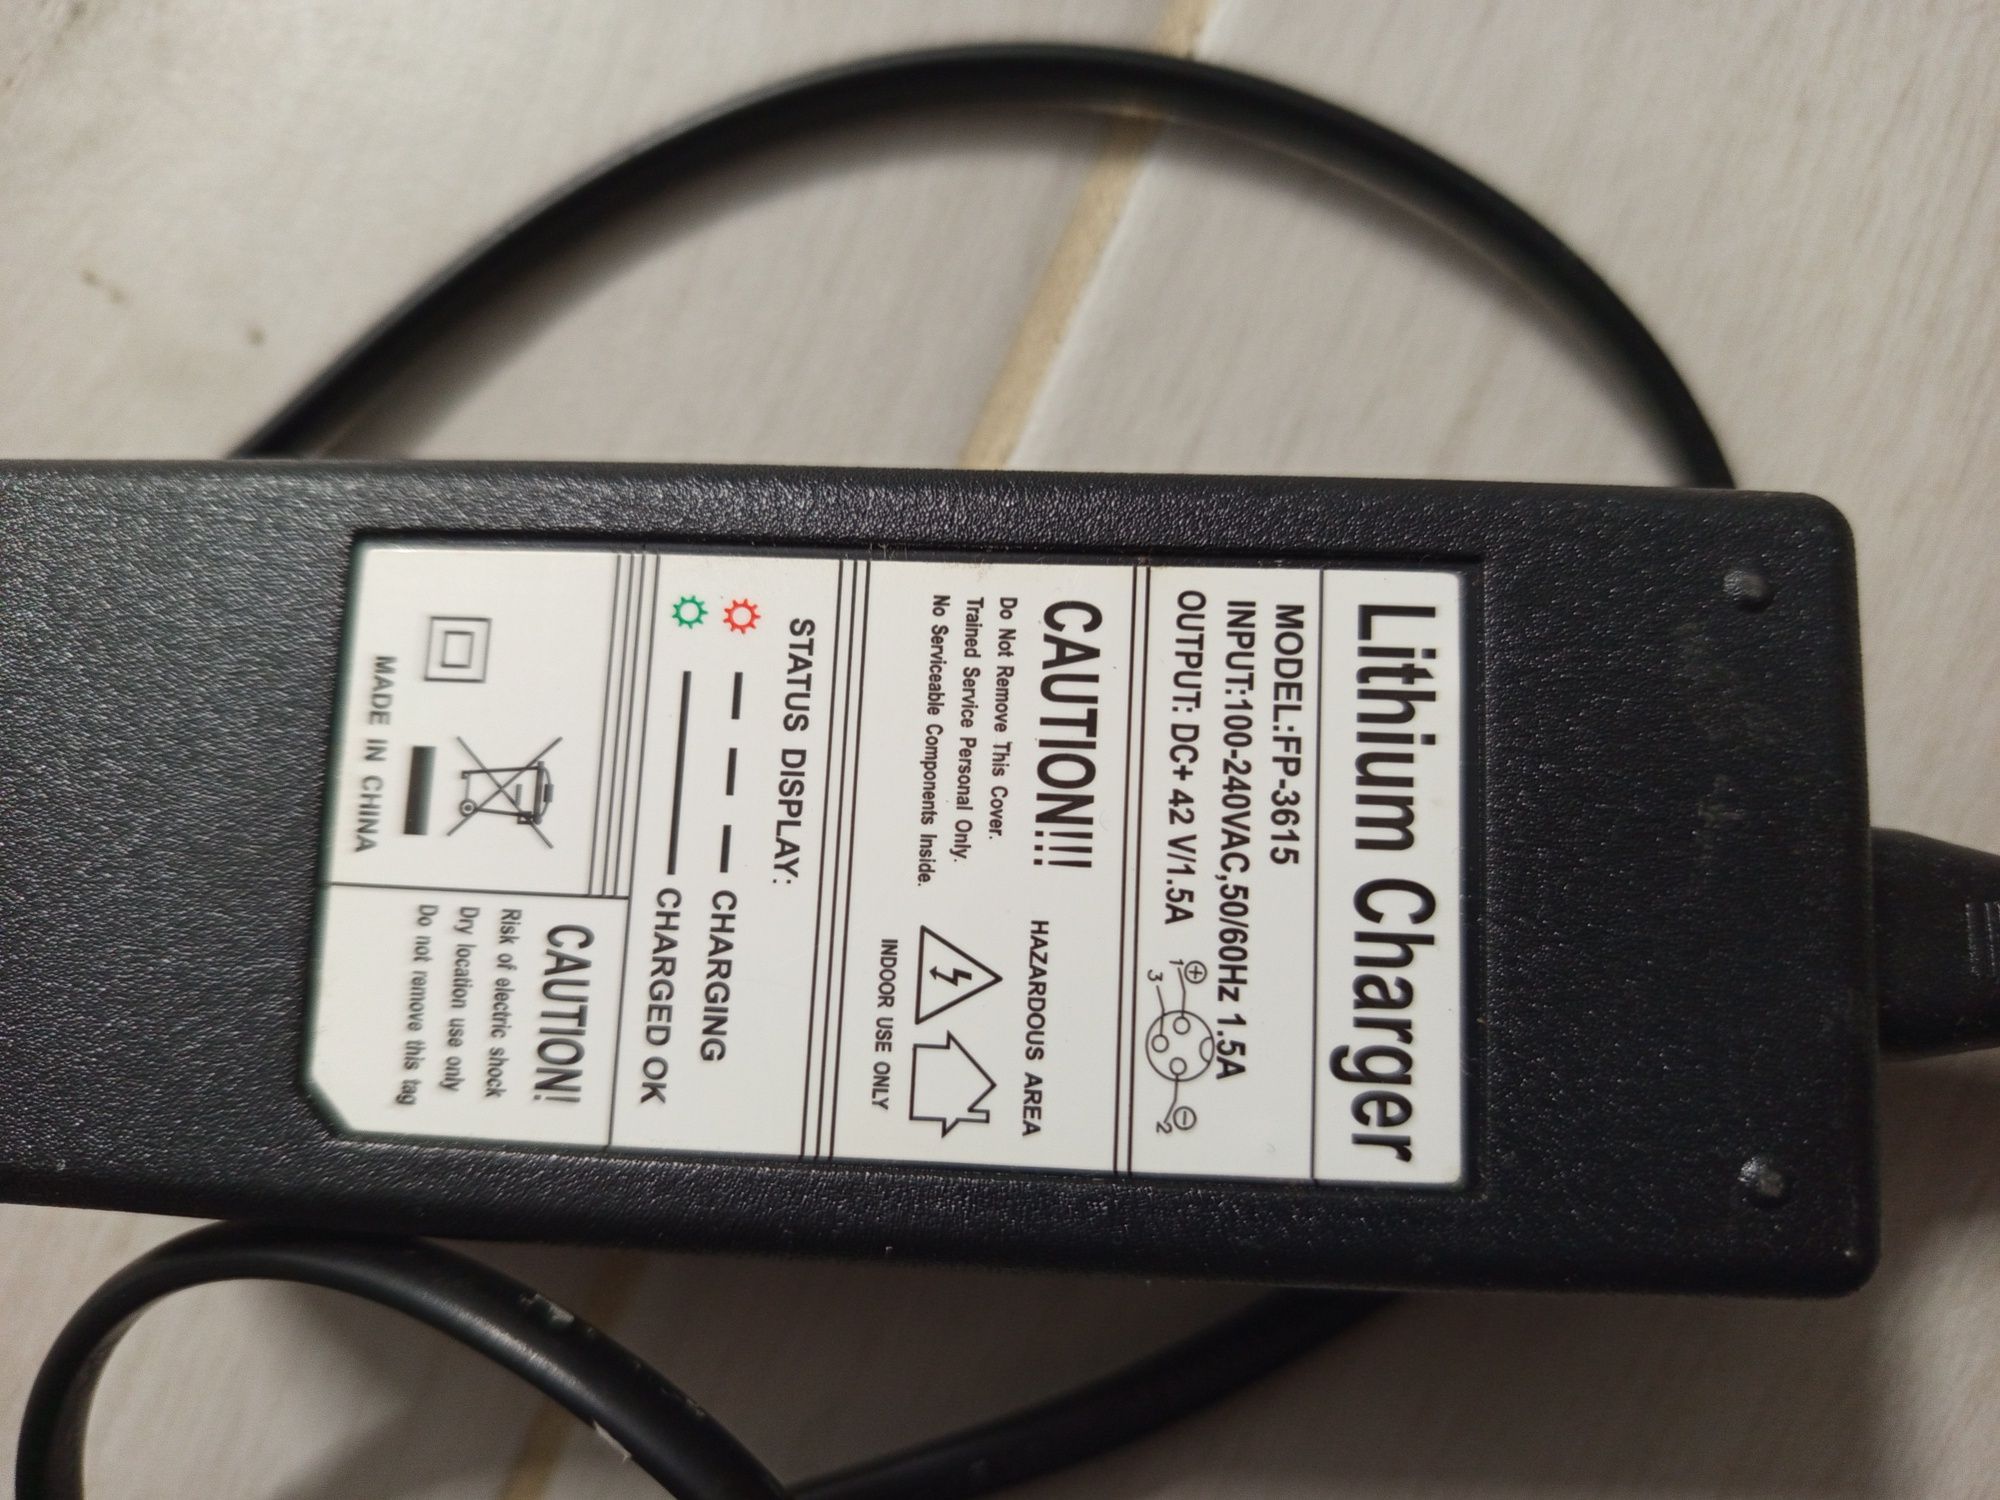 Lithium Charger
MODEL:FP-3615
INPUT:100-240VAC,50/60Hz 1.5A
OUTPUT: DC+ 42 V/1.5A
1
3
2
CAUTION!!!
Do Not Remove This Cover.
Trained Service Personal Only.
No Serviceable Components Inside.
HAZARDOUS AREA
INDOOR USE ONLY
STATUS DISPLAY:
CHARGING
CHARGED OK
MADE IN CHINA
CAUTION!
Risk of electric shock
Dry location use only
Do not remove this tag